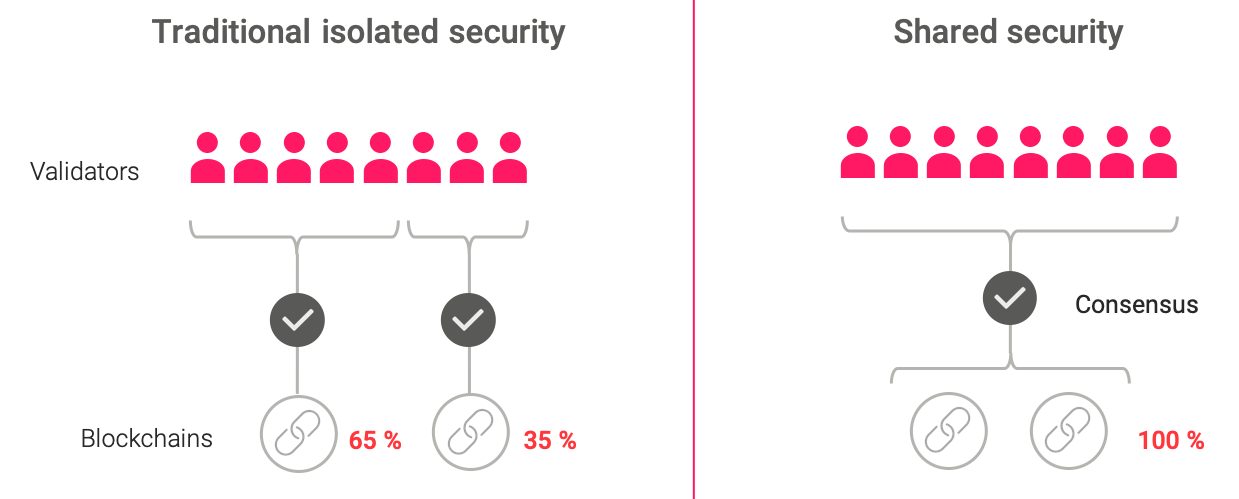 Traditional isolated security
Validators
Blockchains
65 %
35 %
Shared security
Consensus
100 %